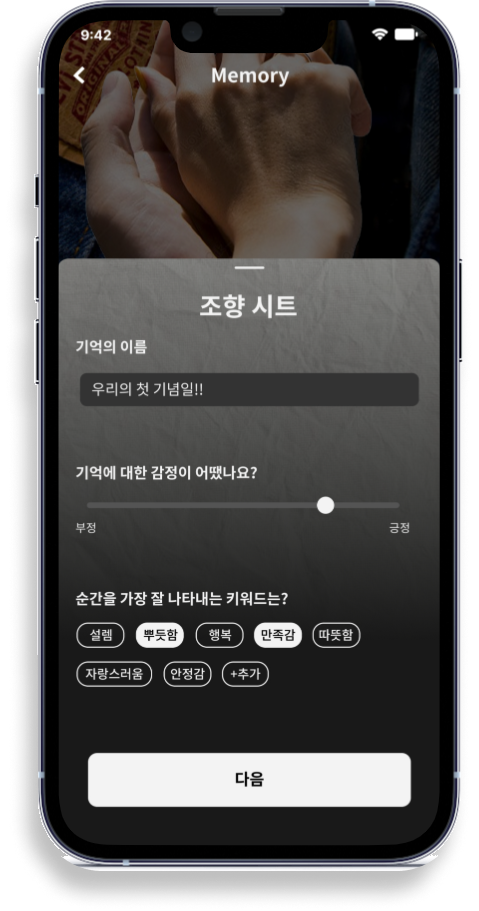 9:42
Memory
조향 시트
기억의 이름
우리의 첫 기념일!!
기억에 대한 감정이 어땠나요?
부정 긍정
순간을 가장 잘 나타내는 키워드는?
설렘 뿌듯함 행복 만족감 따뜻함
자랑스러움 안정감 +추가
다음